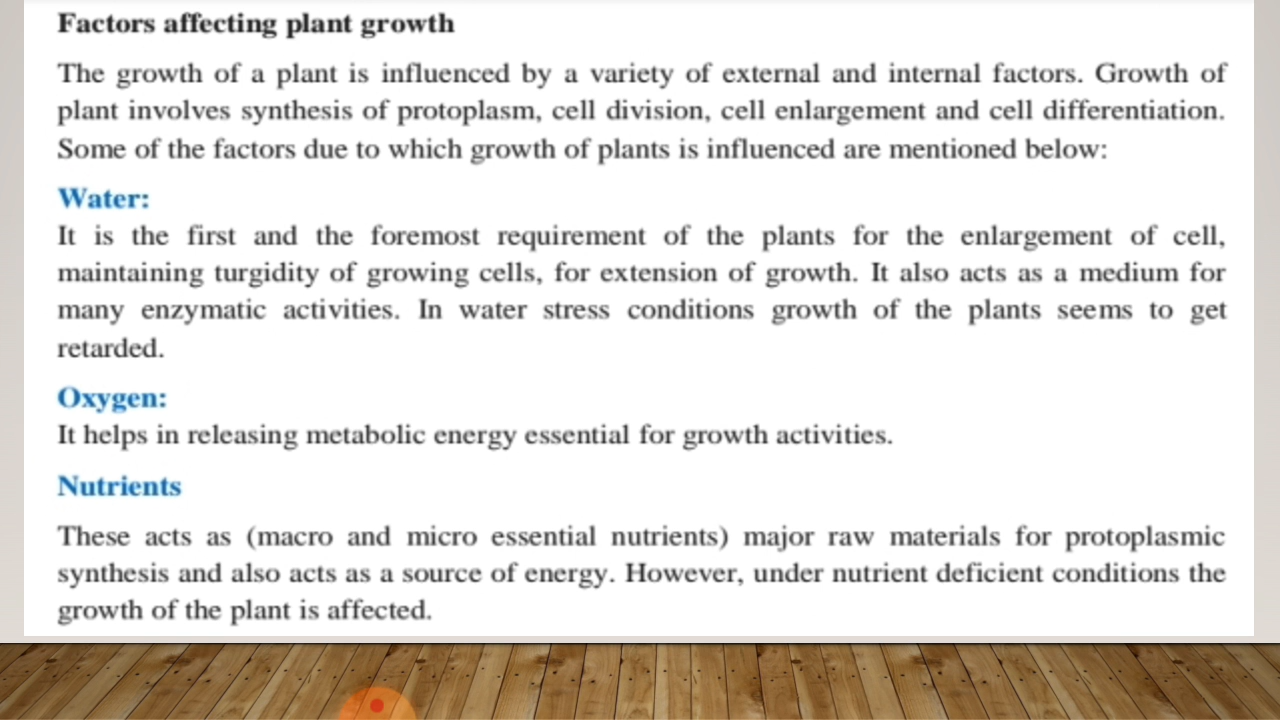 Factors affecting plant growth
The growth of a plant is influenced by a variety of external and internal factors. Growth of
plant involves synthesis of protoplasm, cell division, cell enlargement and cell differentiation.
Some of the factors due to which growth of plants is influenced are mentioned below:
Water:
It is the first and the foremost requirement of the plants for the enlargement of cell,
maintaining turgidity of growing cells, for extension of growth. It also acts as a medium for
many enzymatic activities. In water stress conditions growth of the plants seems to get
retarded.
Oxygen:
It helps in releasing metabolic energy essential for growth activities.
Nutrients
These acts as (macro and micro essential nutrients) major raw materials for protoplasmic
synthesis and also acts as a source of energy. However, under nutrient deficient conditions the
growth of the plant is affected.